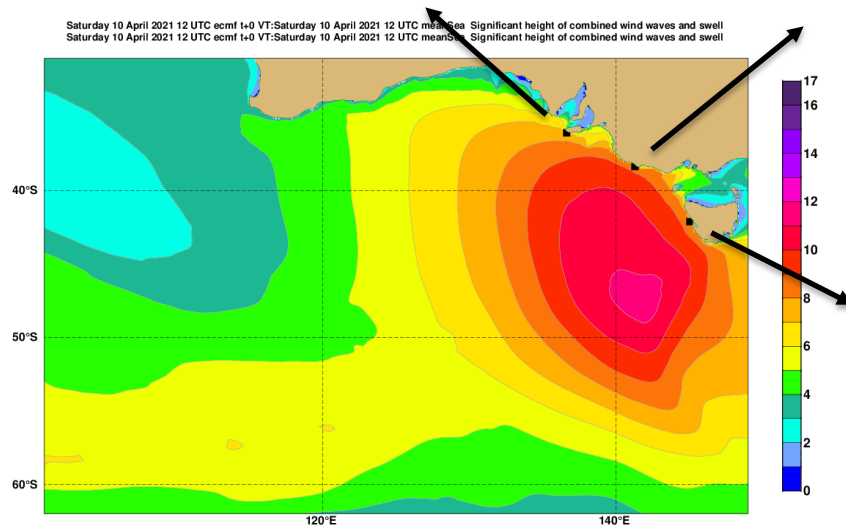 Saturday 10 April 2021 12 UTC ecmf t+0 VT:Saturday 10 April 2021 12 UTC meanSea Significant height of combined wind waves and swell
Saturday 10 April 2021 12 UTC ecmf t+0 VT:Saturday 10 April 2021 12 UTC meanSea Significant height of combined wind waves and swell
17
16
14
12
40°S
10
8
50°S
6
4
2
60°S
0
120°E 140°E